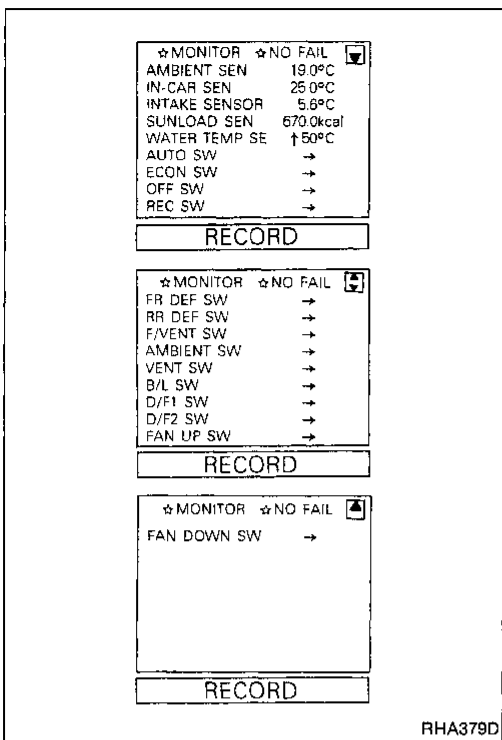 ☆MONITOR ☆NO FAIL
AMBIENT SEN 19.0°C
IN-CAR SEN 25.0°C
INTAKE SENSOR 5.6°C
SUNLOAD SEN 670.0kcal
WATER TEMP SE ↑50°C
AUTO SW →
ECON SW →
OFF SW →
REC SW →
RECORD
☆MONITOR ☆NO FAIL
FR DEF SW →
RR DEF SW →
F/VENT SW →
AMBIENT SW →
VENT SW →
B/L SW →
D/F1 SW →
D/F2 SW →
FAN UP SW →
RECORD
☆MONITOR ☆NO FAIL
FAN DOWN SW →
RECORD
RHA379D